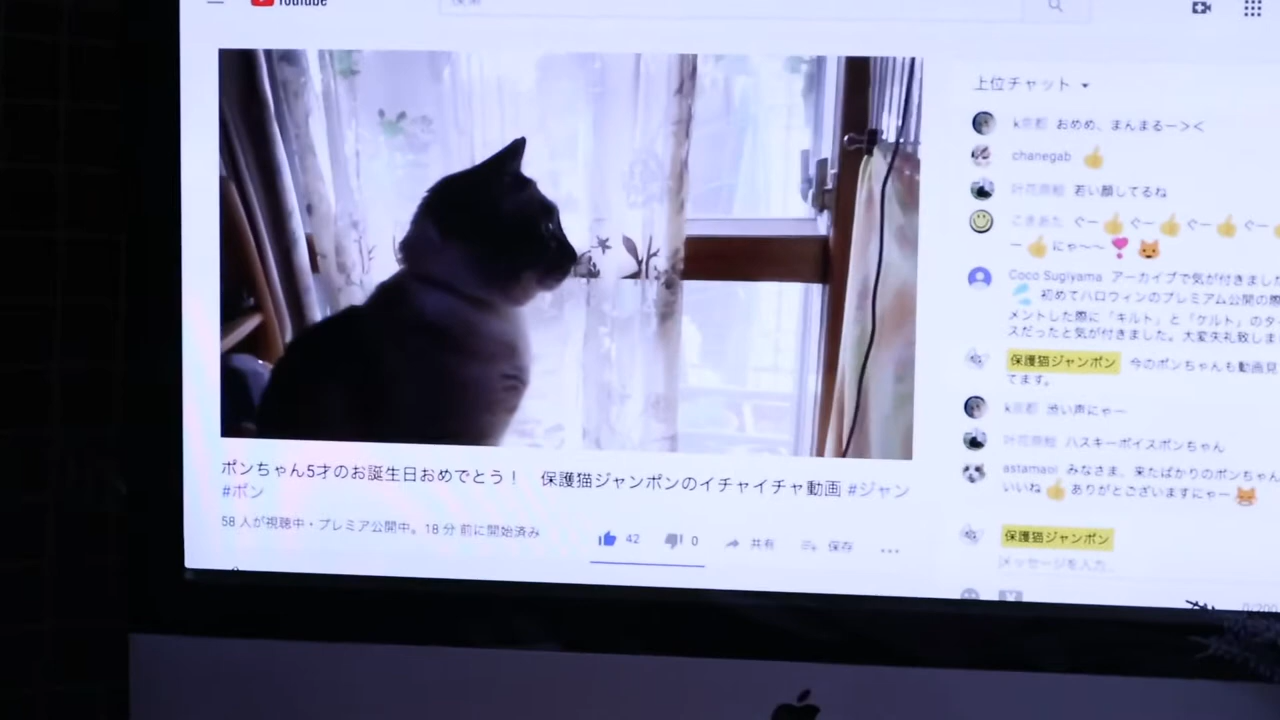 YouTube
上位チャット
おめめ、まんまるー＞＜
chanegab 👍
若い顔してるね
ぐー👍ぐー👍ぐー👍ぐー
ー👍にゃ〜〜❣😺
Coco Sugiyama アーカイブで気が付きまし
💦 初めてハロウィンのプレミアム公開の際
メントした際に「キルト」と「ケルト」のタ
スだったと気が付きました。大変失礼致しま
保護猫ジャンポン 今のポンちゃんも動画見
てます。
渋い声にゃー
ハスキーボイスポンちゃん
astamaoi みなさま、来たばかりのポンちゃん
いいね👍ありがとございますにゃー😺
保護猫ジャンポン
メッセージを入力
0/200
ポンちゃん5才のお誕生日おめでとう！ 保護猫ジャンポンのイチャイチャ動画 #ジャン
#ポン
58 人が視聴中・プレミア公開中。18 分 前に開始済み
42 0 共有 保存 …